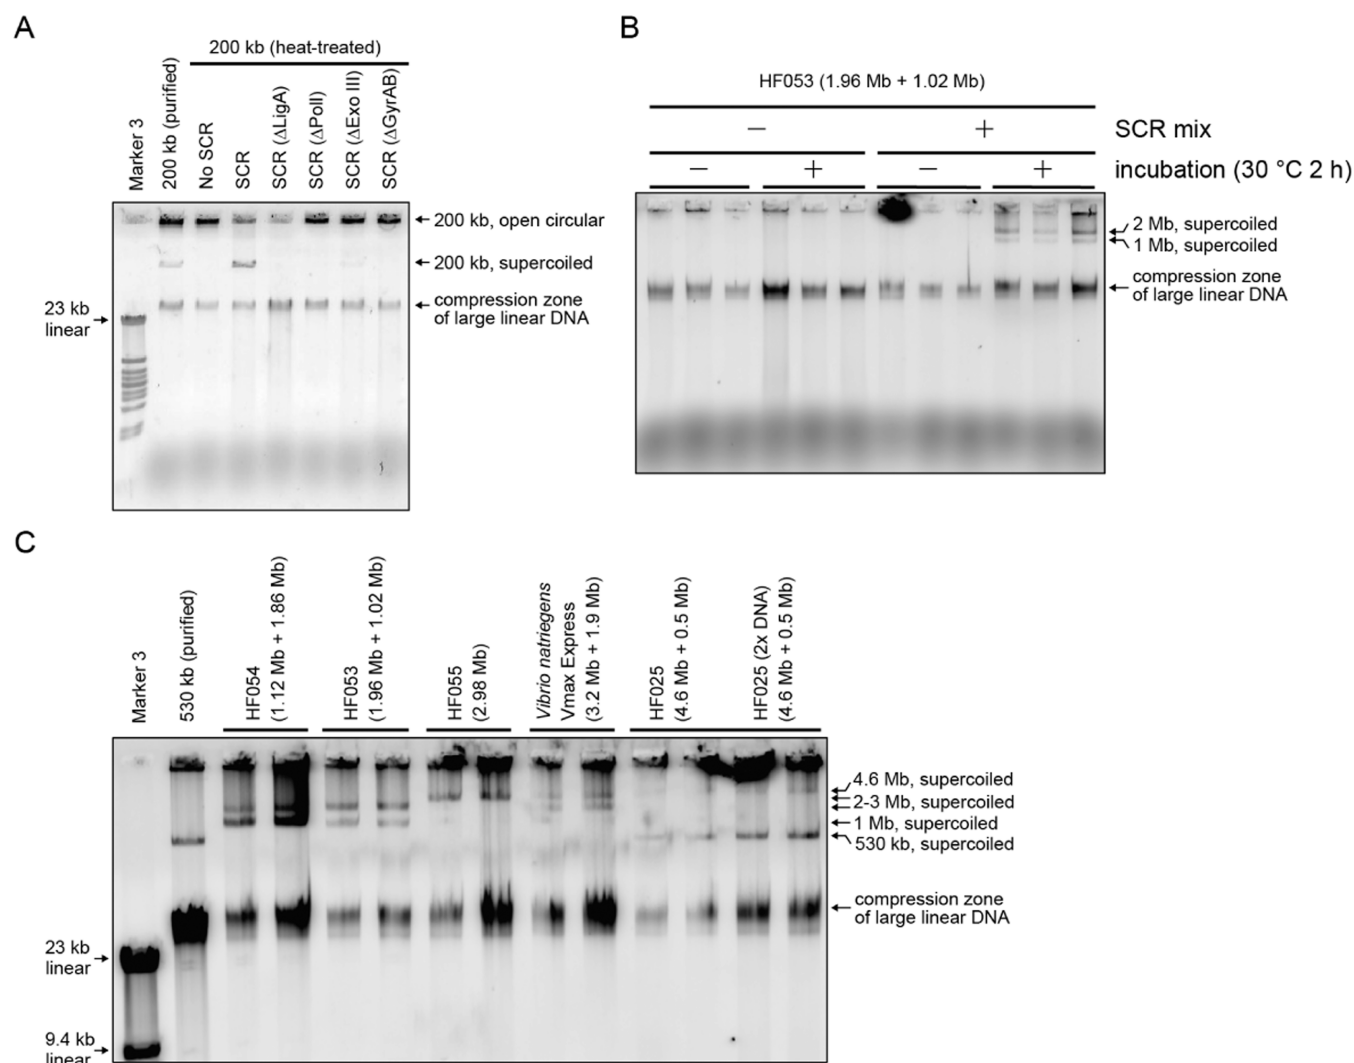 A
200 kb (heat-treated)
Marker 3
200 kb (purified)
No SCR
SCR
SCR (ΔLigA)
SCR (ΔPolI)
SCR (ΔExo III)
SCR (ΔGyrAB)
200 kb, open circular
200 kb, supercoiled
compression zone
of large linear DNA
23 kb
linear
B
HF053 (1.96 Mb + 1.02 Mb)
− + SCR mix
− + − + incubation (30 °C 2 h)
2 Mb, supercoiled
1 Mb, supercoiled
compression zone
of large linear DNA
C
Marker 3
530 kb (purified)
HF054
(1.12 Mb + 1.86 Mb)
HF053
(1.96 Mb + 1.02 Mb)
HF055
(2.98 Mb)
Vibrio natriegens
Vmax Express
(3.2 Mb + 1.9 Mb)
HF025
(4.6 Mb + 0.5 Mb)
HF025 (2x DNA)
(4.6 Mb + 0.5 Mb)
4.6 Mb, supercoiled
2-3 Mb, supercoiled
1 Mb, supercoiled
530 kb, supercoiled
compression zone
of large linear DNA
23 kb
linear
9.4 kb
linear